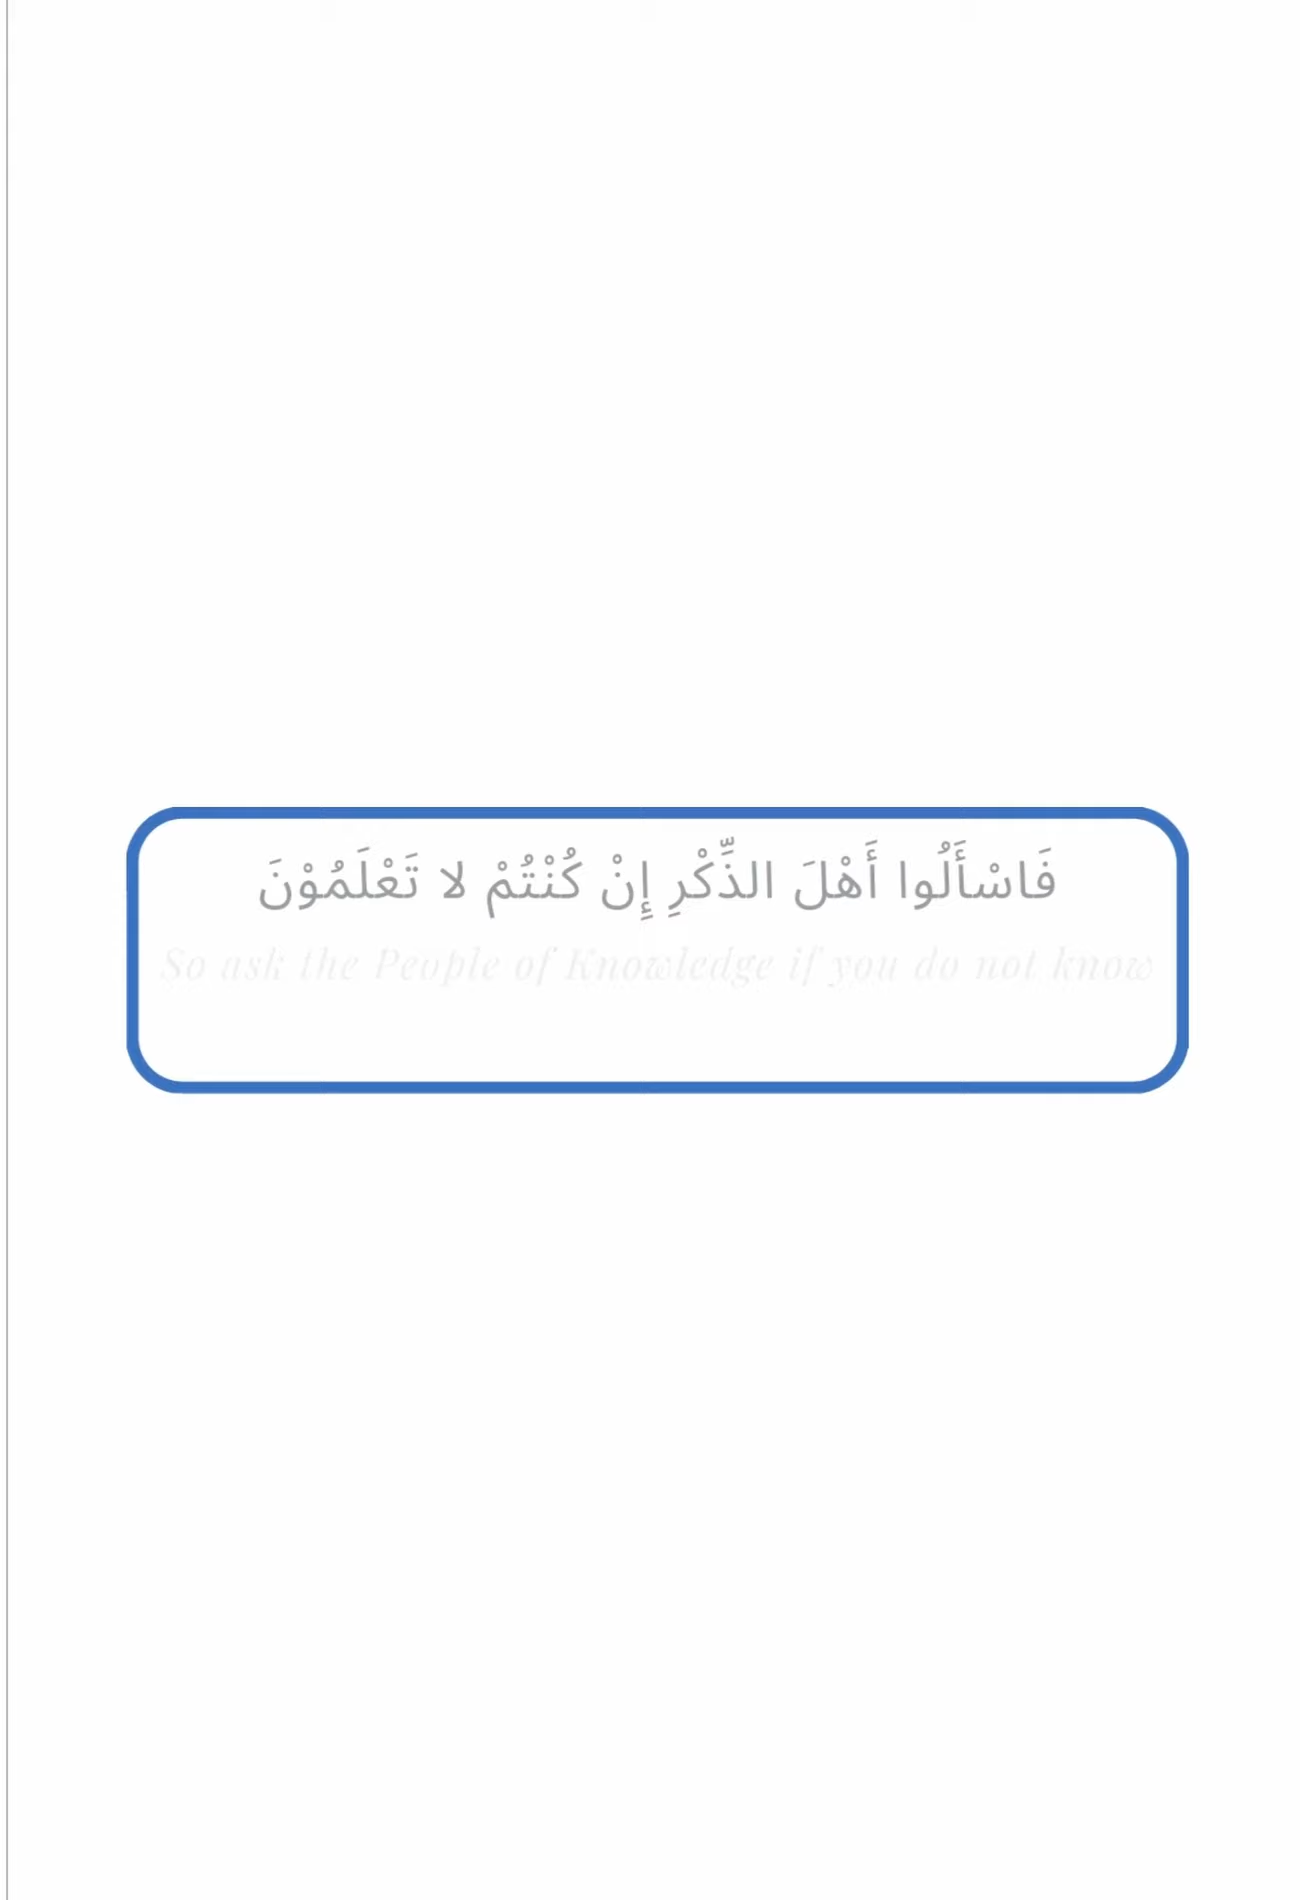 فَاسْأَلُوا أَهْلَ الذِّكْرِ إِنْ كُنْتُمْ لا تَعْلَمُوْنَ
So ask the People of Knowledge if you do not know